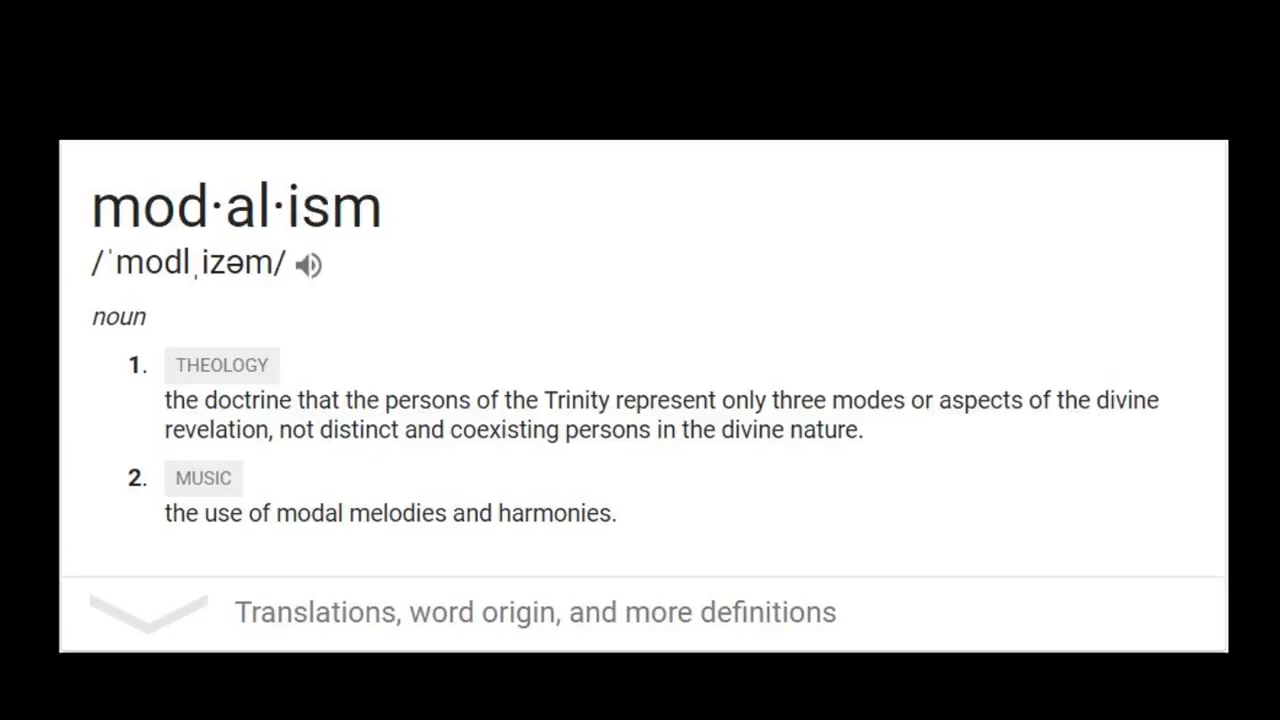 mod·al·ism
/ˈmodlˌizəm/
noun
1. THEOLOGY
the doctrine that the persons of the Trinity represent only three modes or aspects of the divine
revelation, not distinct and coexisting persons in the divine nature.
2. MUSIC
the use of modal melodies and harmonies.
Translations, word origin, and more definitions